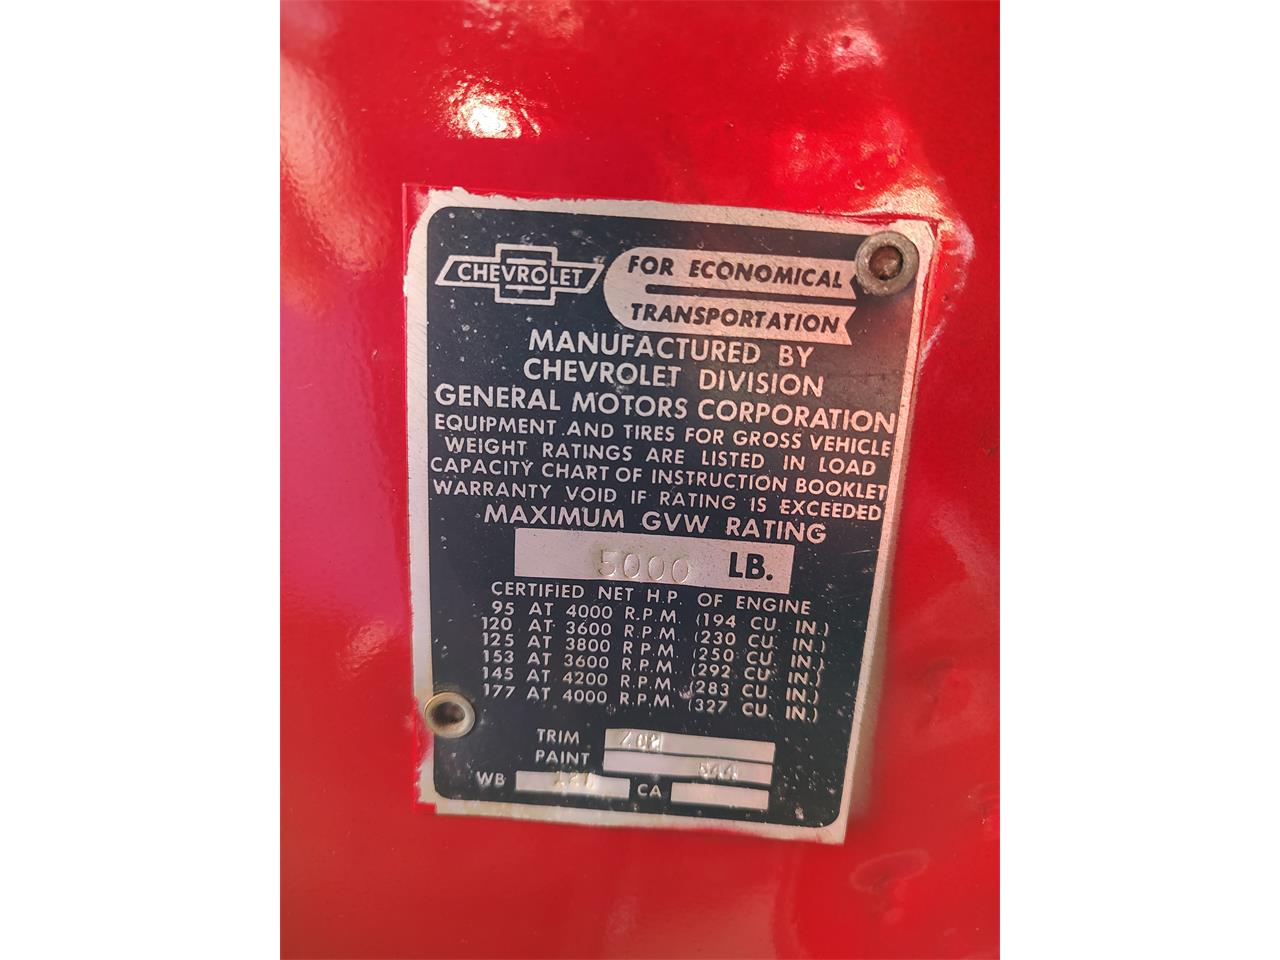 CHEVROLET
FOR ECONOMICAL
TRANSPORTATION
MANUFACTURED BY
CHEVROLET DIVISION
GENERAL MOTORS CORPORATION
EQUIPMENT AND TIRES FOR GROSS VEHICLE
WEIGHT RATINGS ARE LISTED IN LOAD
CAPACITY CHART OF INSTRUCTION BOOKLET
WARRANTY VOID IF RATING IS EXCEEDED
MAXIMUM GVW RATING
5000 LB.
CERTIFIED NET H.P. OF ENGINE
95 AT 4000 R.P.M. (194 CU. IN.)
120 AT 3600 R.P.M. (230 CU. IN.)
125 AT 3800 R.P.M. (250 CU. IN.)
153 AT 3600 R.P.M. (292 CU. IN.)
145 AT 4200 R.P.M. (283 CU. IN.)
177 AT 4000 R.P.M. (327 CU. IN.)
TRIM
PAINT 544
WB CA